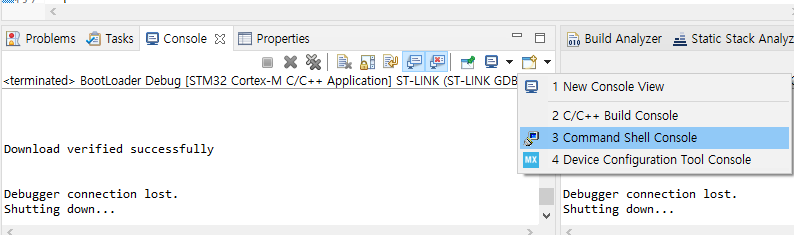 Problems Tasks Console Properties
Build Analyzer Static Stack Analyz
<terminated> BootLoader Debug [STM32 Cortex-M C/C++ Application] ST-LINK (ST-LINK GDB
1 New Console View
2 C/C++ Build Console
3 Command Shell Console
4 Device Configuration Tool Console
MX
Download verified successfully
Debugger connection lost.
Shutting down...
Debugger connection lost.
Shutting down...